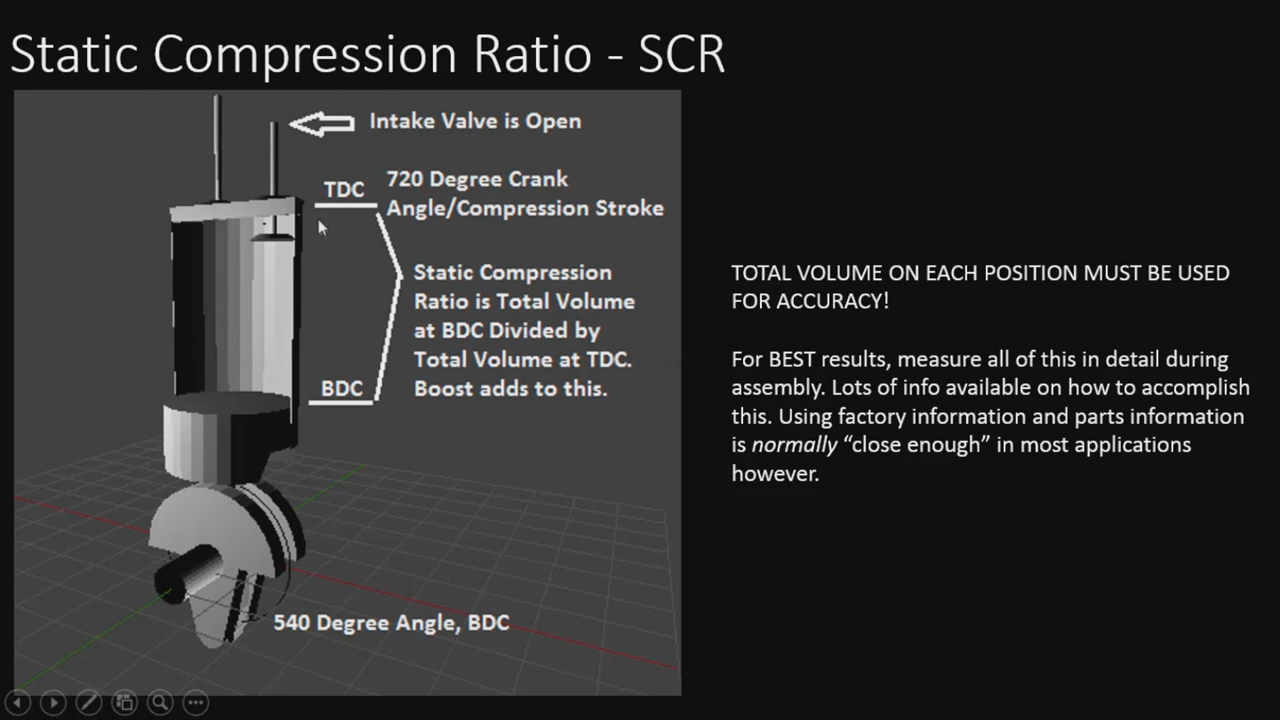 Static Compression Ratio - SCR
Intake Valve is Open
TDC
720 Degree Crank
Angle/Compression Stroke
Static Compression
Ratio is Total Volume
at BDC Divided by
Total Volume at TDC.
Boost adds to this.
BDC
540 Degree Angle, BDC
TOTAL VOLUME ON EACH POSITION MUST BE USED
FOR ACCURACY!
For BEST results, measure all of this in detail during
assembly. Lots of info available on how to accomplish
this. Using factory information and parts information
is normally “close enough” in most applications
however.